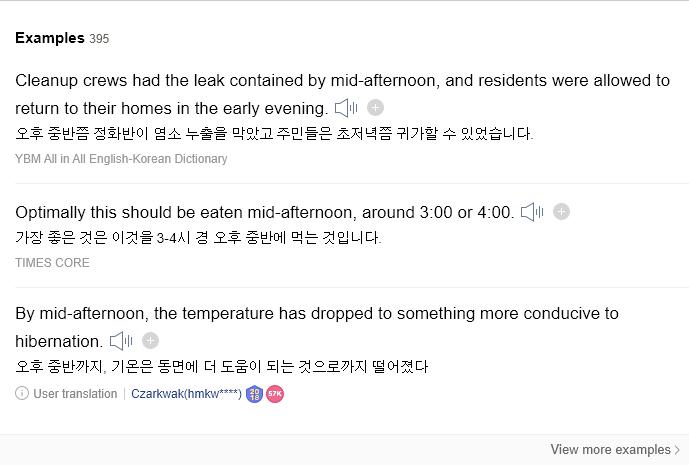 Examples 395
Cleanup crews had the leak contained by mid-afternoon, and residents were allowed to
return to their homes in the early evening.
오후 중반쯤 정화반이 염소 누출을 막았고 주민들은 초저녁쯤 귀가할 수 있었습니다.
YBM All in All English-Korean Dictionary
Optimally this should be eaten mid-afternoon, around 3:00 or 4:00.
가장 좋은 것은 이것을 3-4시 경 오후 중반에 먹는 것입니다.
TIMES CORE
By mid-afternoon, the temperature has dropped to something more conducive to
hibernation.
오후 중반까지, 기온은 동면에 더 도움이 되는 것으로까지 떨어졌다
User translation | Czarkwak(hmkw****) 2018 57K
View more examples >